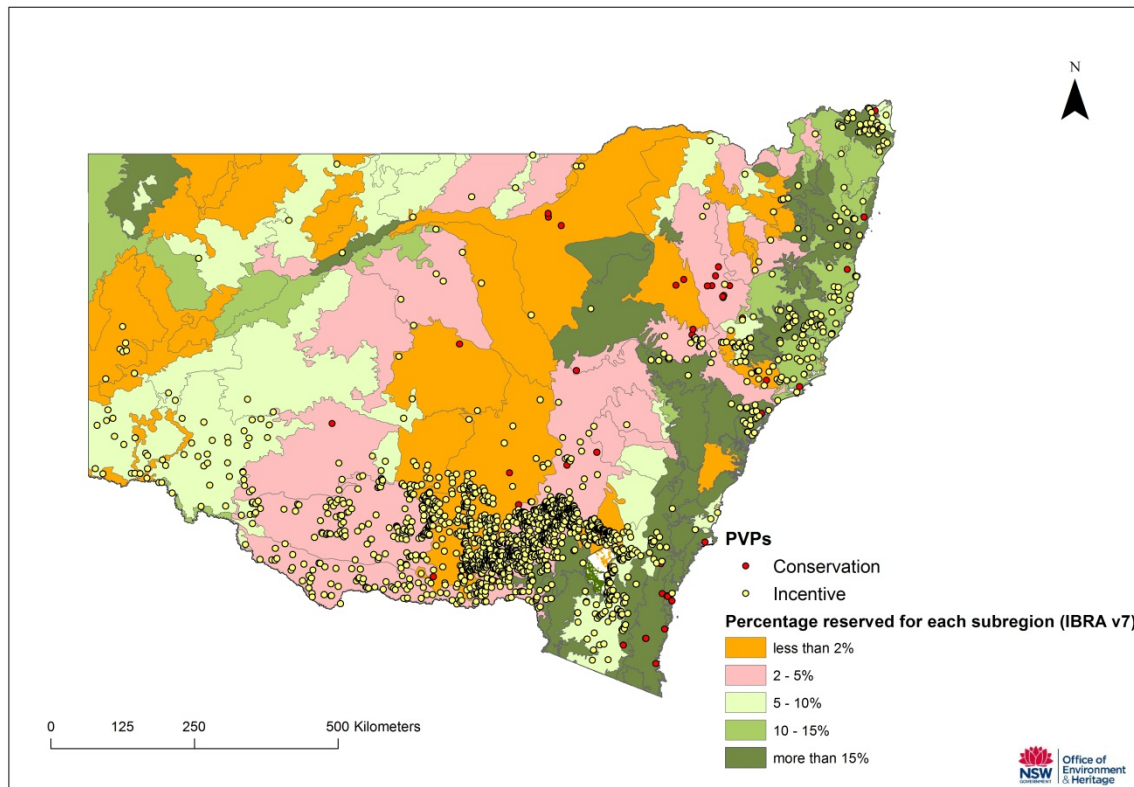 N
PVPs
Conservation
Incentive
Percentage reserved for each subregion (IBRA v7)
less than 2%
2 - 5%
5 - 10%
10 - 15%
more than 15%
0 125 250 500 Kilometers
NSW
GOVERNMENT
Office of
Environment
& Heritage